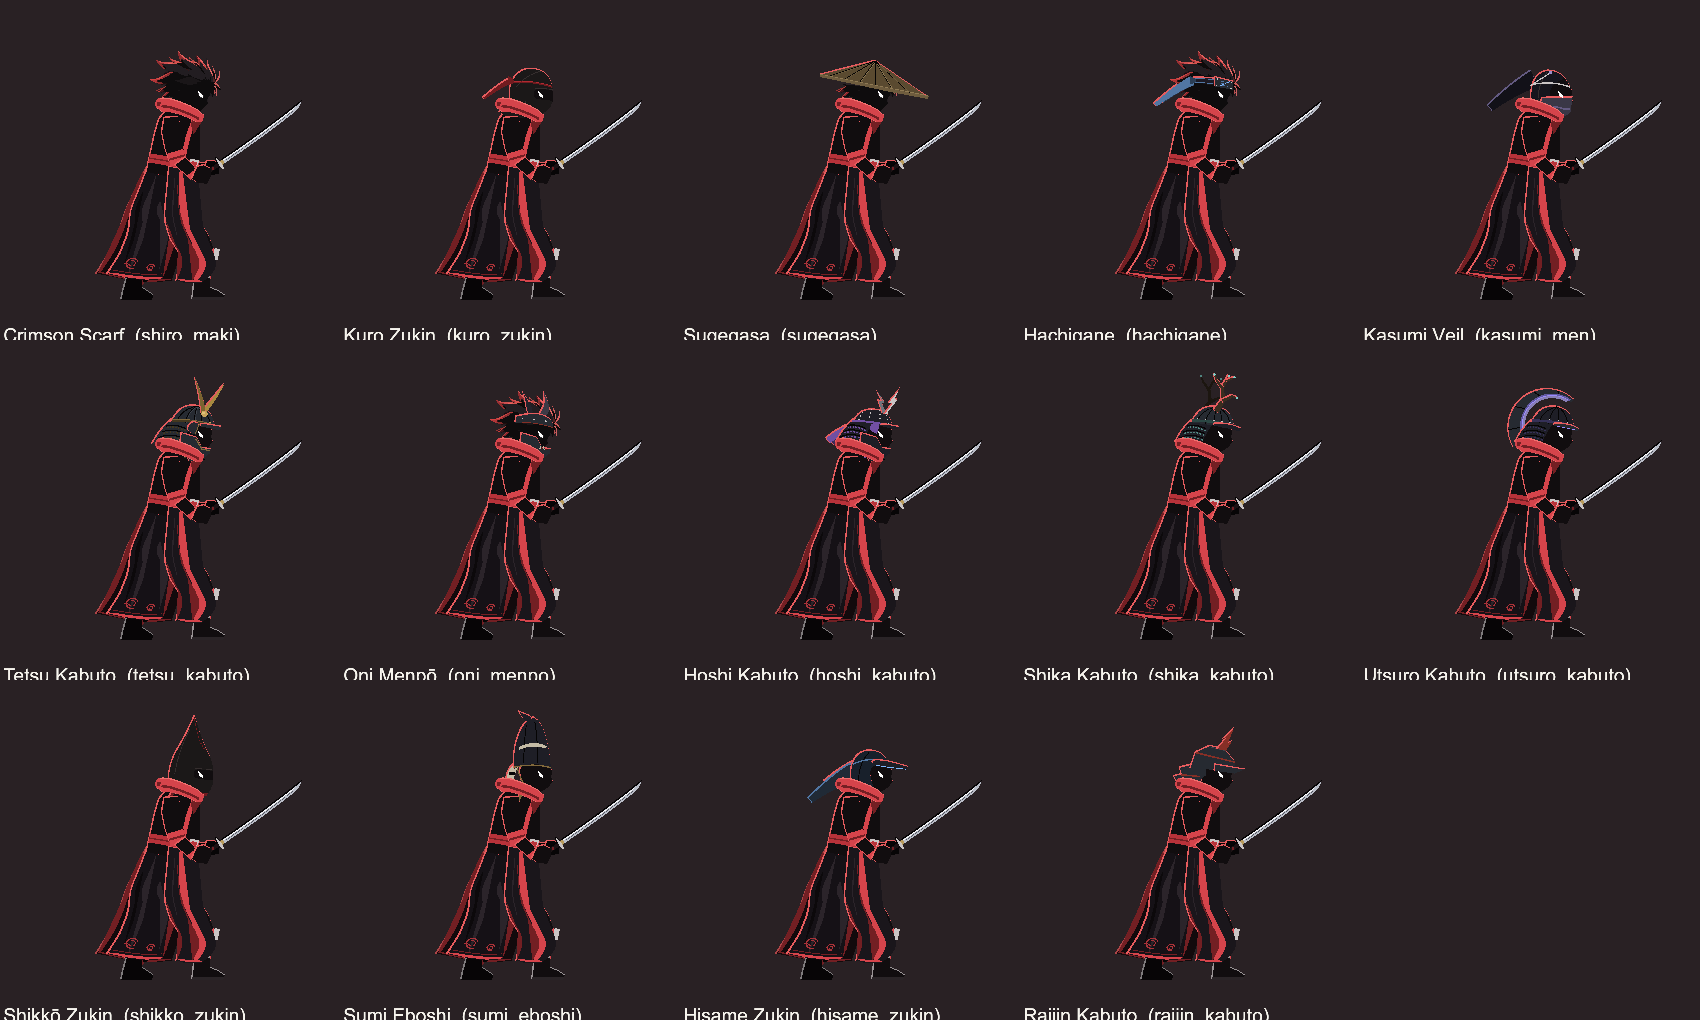 Crimson Scarf (shiro_maki)
Kuro Zukin (kuro_zukin)
Sugegasa (sugegasa)
Hachigane (hachigane)
Kasumi Veil (kasumi_men)
Tetsu Kabuto (tetsu_kabuto)
Oni Menpō (oni_menpo)
Hoshi Kabuto (hoshi_kabuto)
Shika Kabuto (shika_kabuto)
Utsuro Kabuto (utsuro_kabuto)
Shikkō Zukin (shikko_zukin)
Sumi Eboshi (sumi_eboshi)
Hisame Zukin (hisame_zukin)
Raijin Kabuto (raijin_kabuto)